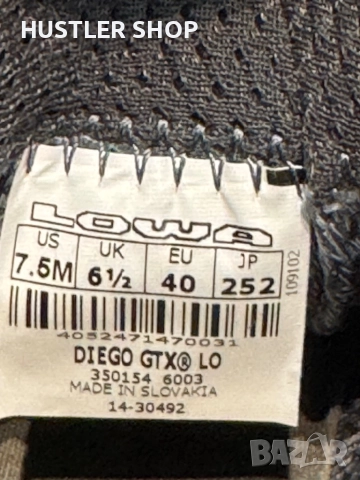 HUSTLER SHOP
LOWA
US UK EU JP
7.5M 6½ 40 252
109102
4052471470031
DIEGO GTX® LO
350154 6003
MADE IN SLOVAKIA
14-30492
BAZAR